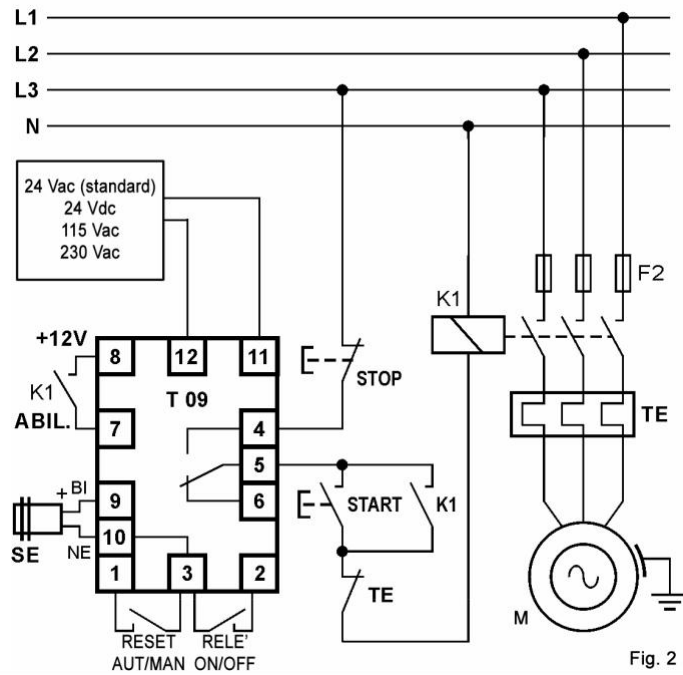 L1
L2
L3
N
24 Vac (standard)
24 Vdc
115 Vac
230 Vac
F2
K1
+12V
8
12
11
STOP
K1
T 09
ABIL.
7
4
TE
5
+ BI
9
6
START
K1
10
SE
NE
1
3
2
TE
M
RESET
AUT/MAN
RELE'
ON/OFF
Fig. 2